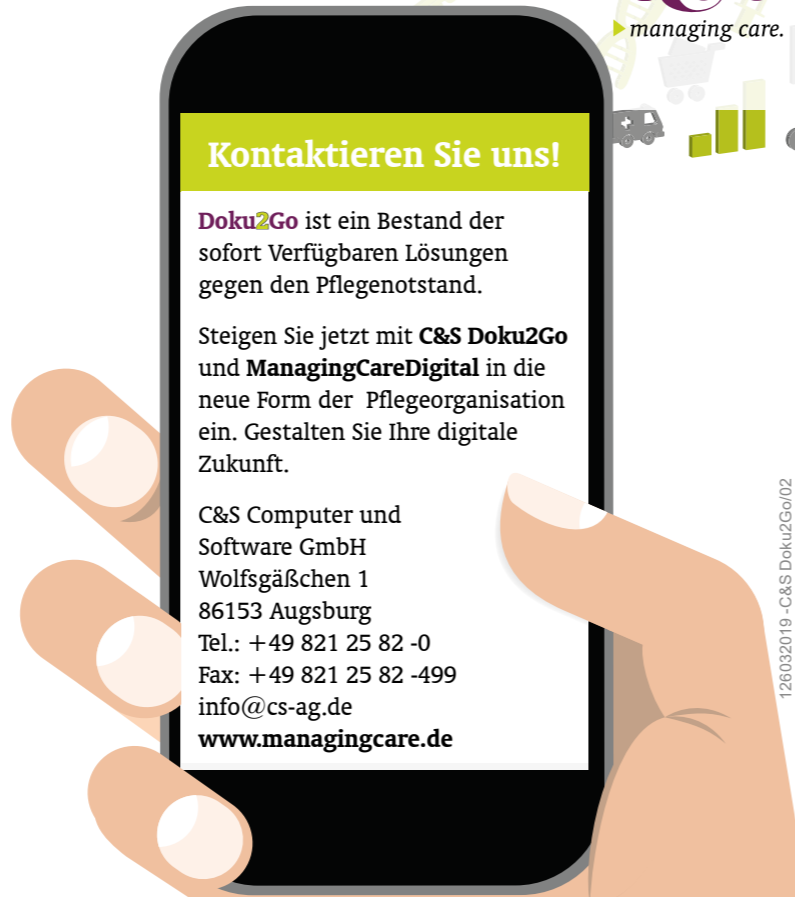 managing care.
Kontaktieren Sie uns!
Doku2Go ist ein Bestand der
sofort Verfügbaren Lösungen
gegen den Pflegenotstand.
Steigen Sie jetzt mit C&S Doku2Go
und ManagingCareDigital in die
neue Form der  Pflegeorganisation
ein. Gestalten Sie Ihre digitale
Zukunft.
C&S Computer und
Software GmbH
Wolfsgäßchen 1
86153 Augsburg
Tel.: +49 821 25 82 -0
Fax: +49 821 25 82 -499
info@cs-ag.de
www.managingcare.de
126032019 -C&S Doku2Go/02